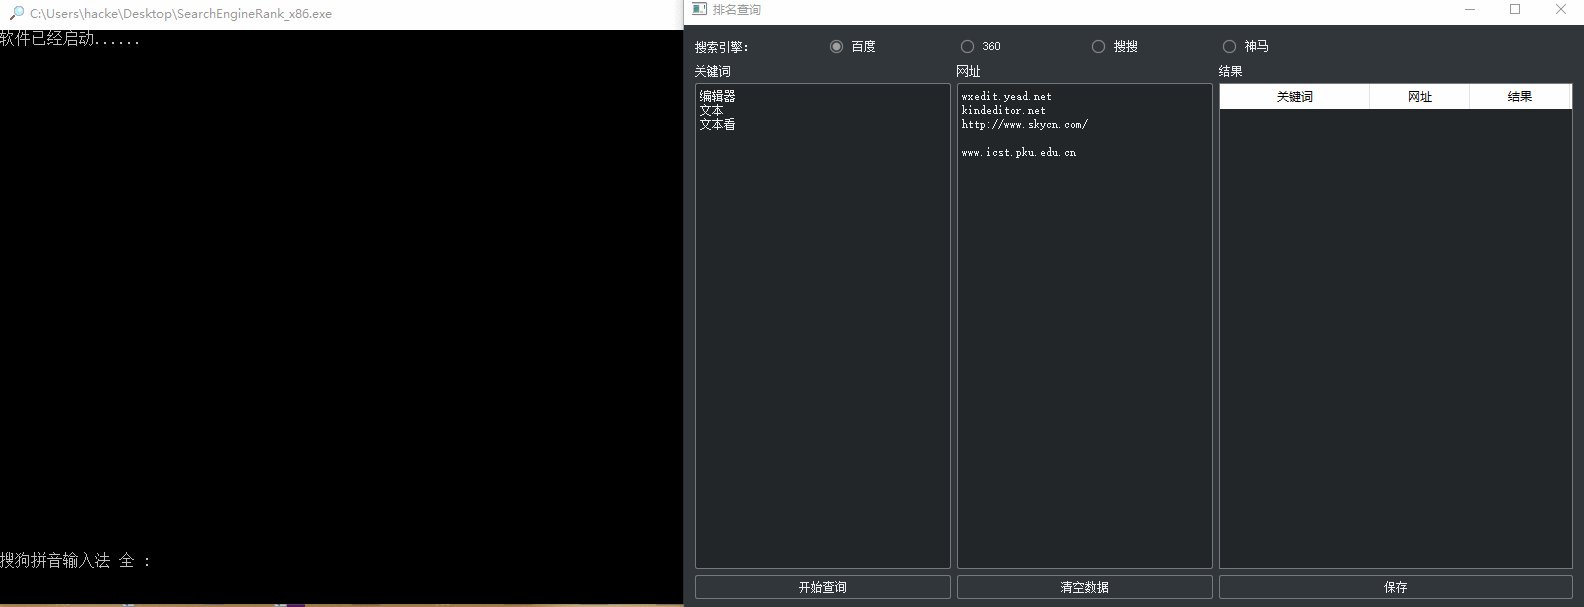 C:\Users\hacke\Desktop\SearchEngineRank_x86.exe
软件已经启动......
搜狗拼音输入法 全 :
排名查询
搜索引擎: 百度 360 搜搜 神马
关键词 网址 结果
编辑器
文本
文本看
wxedit.yead.net
kindeditor.net
http://www.skycn.com/
www.icst.pku.edu.cn
关键词 网址 结果
开始查询 清空数据 保存